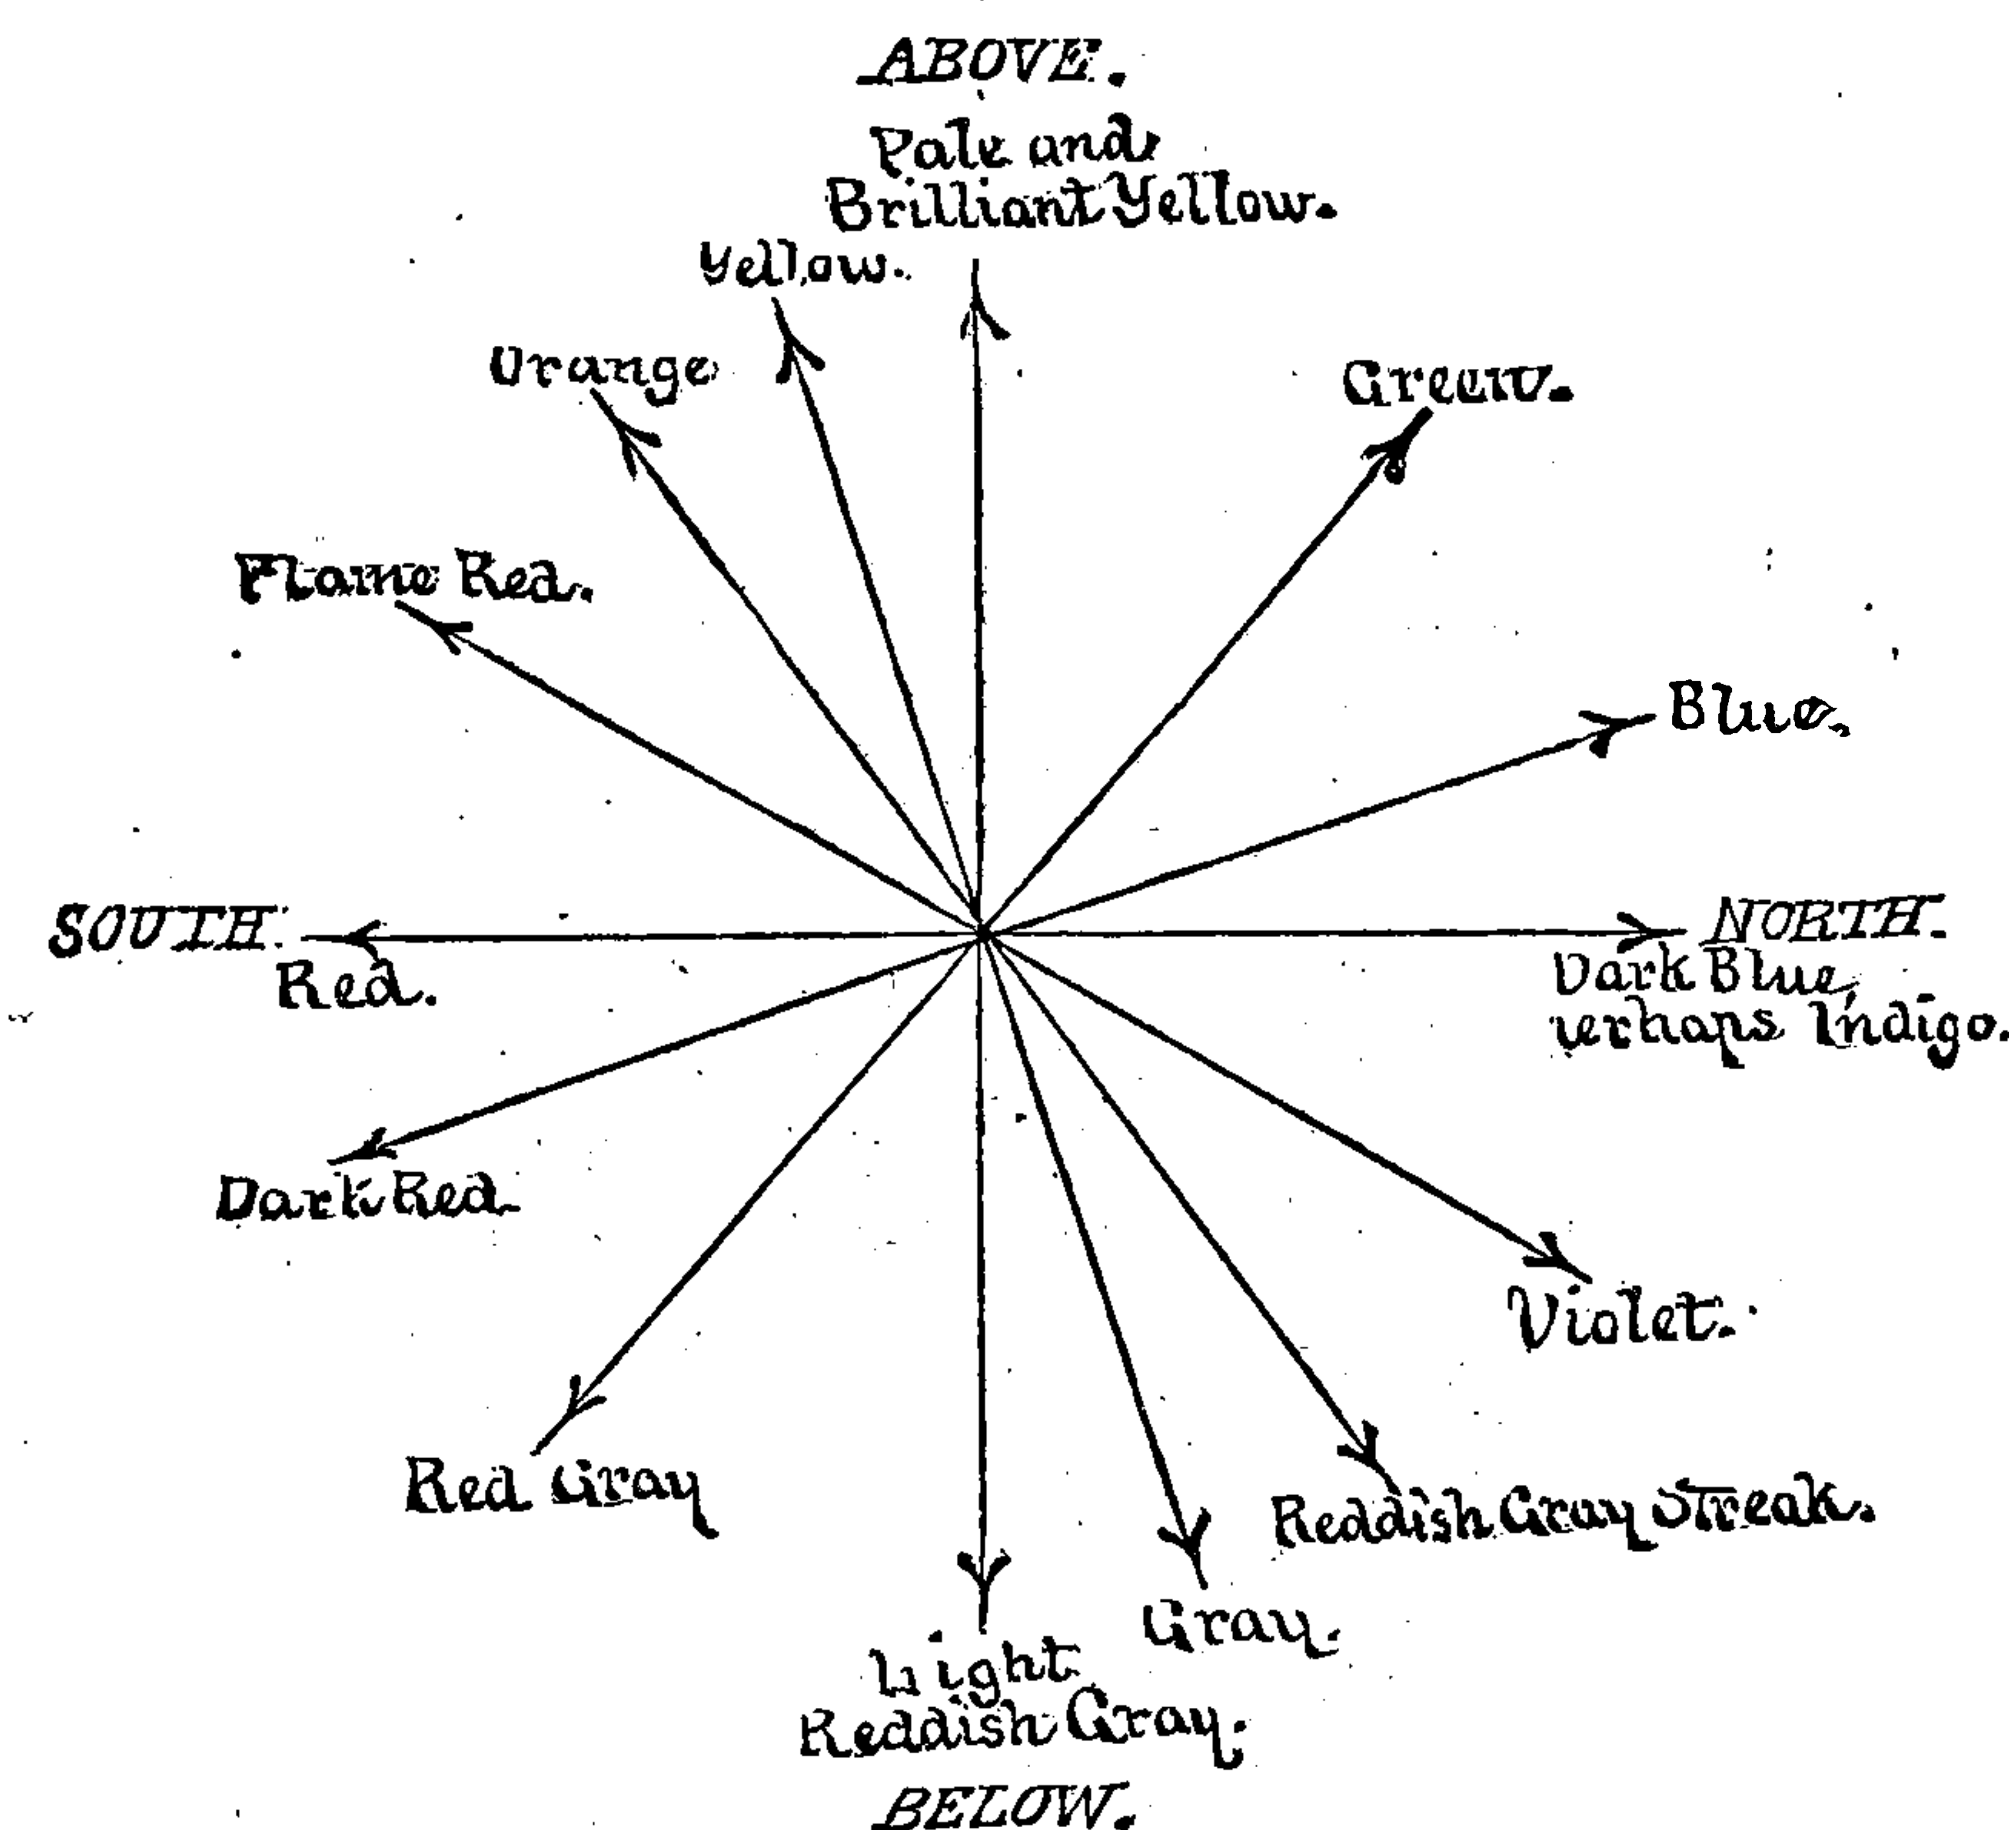 ABOVE.
Pale and
Brilliant Yellow.
Yellow.
Orange
Green.
Flame Red.
Blue.
SOUTH.
Red.
NORTH.
Dark Blue,
perhaps Indigo.
Dark Red.
Violet.
Red Gray
Reddish Gray Streak.
Gray.
Light
Reddish Gray.
BELOW.